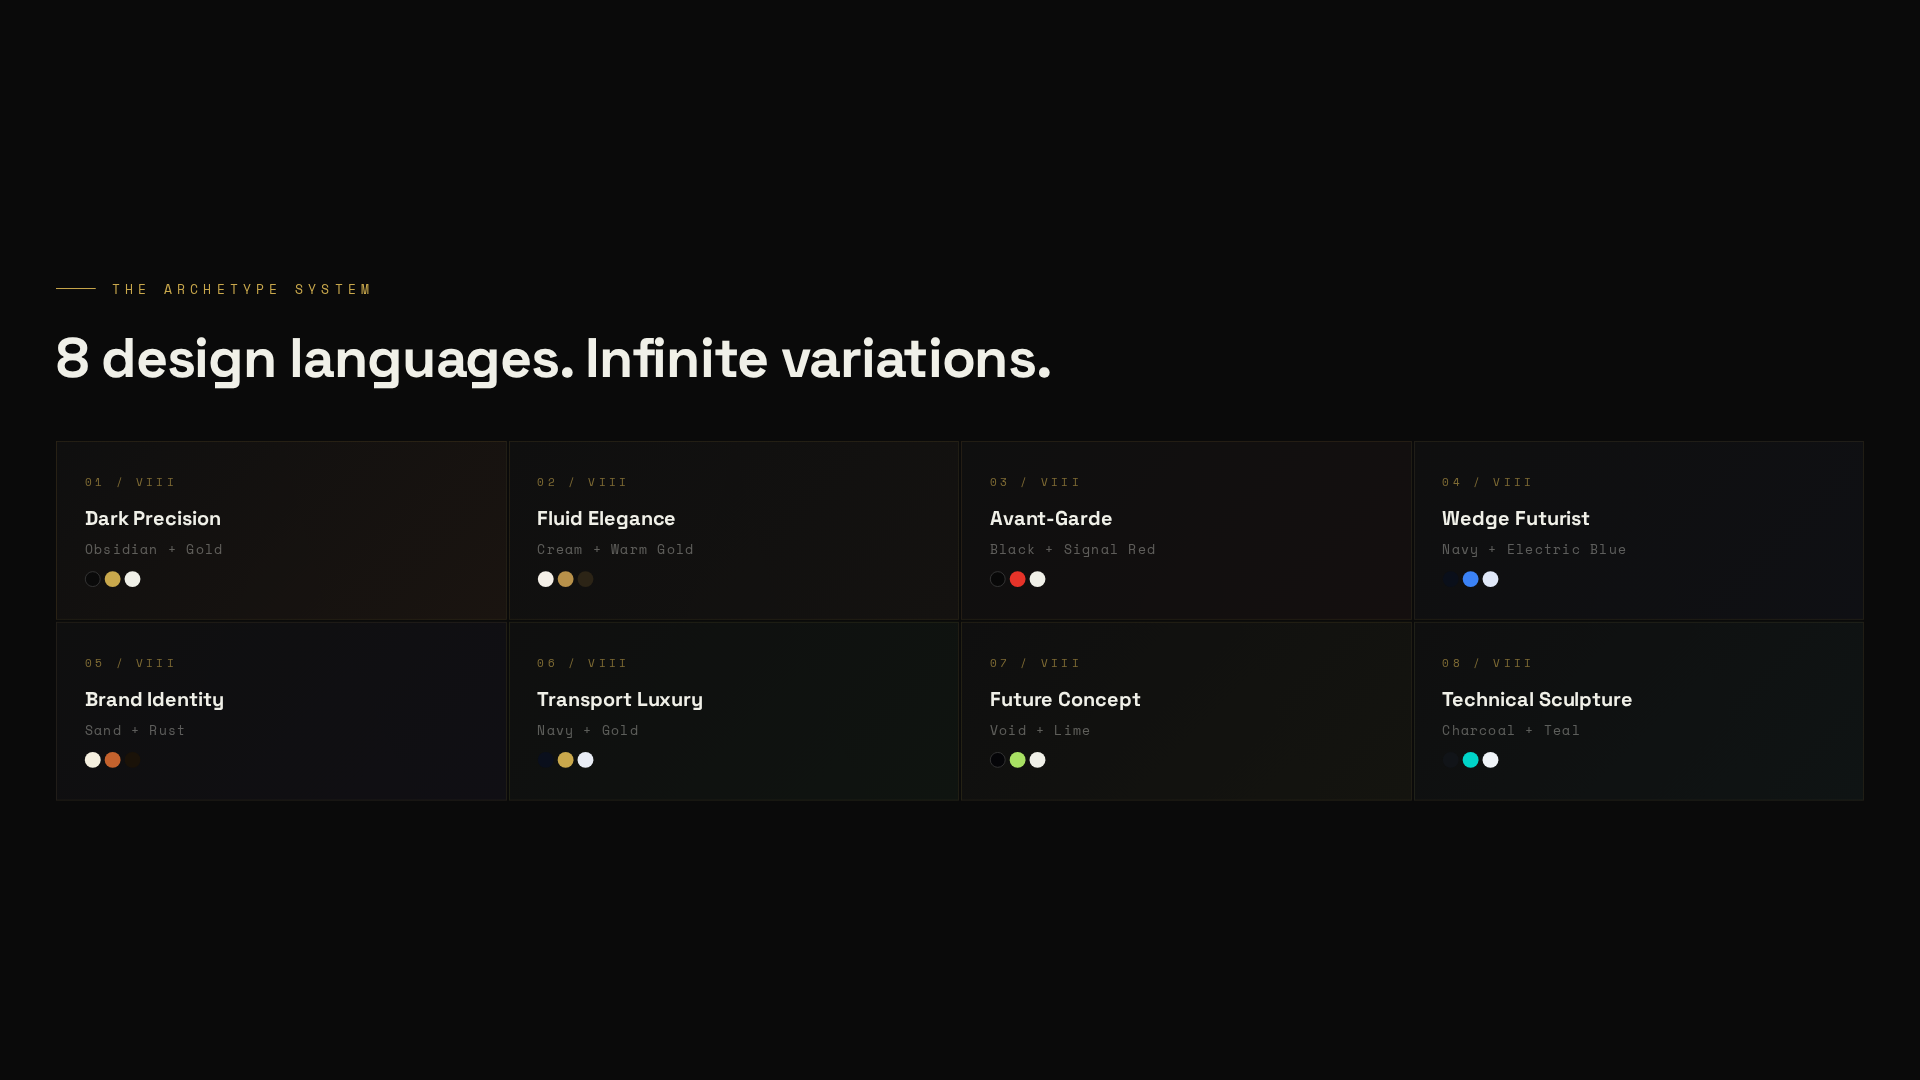 THE ARCHETYPE SYSTEM
8 design languages. Infinite variations.
01 / VIII
Dark Precision
Obsidian + Gold
02 / VIII
Fluid Elegance
Cream + Warm Gold
03 / VIII
Avant-Garde
Black + Signal Red
04 / VIII
Wedge Futurist
Navy + Electric Blue
05 / VIII
Brand Identity
Sand + Rust
06 / VIII
Transport Luxury
Navy + Gold
07 / VIII
Future Concept
Void + Lime
08 / VIII
Technical Sculpture
Charcoal + Teal